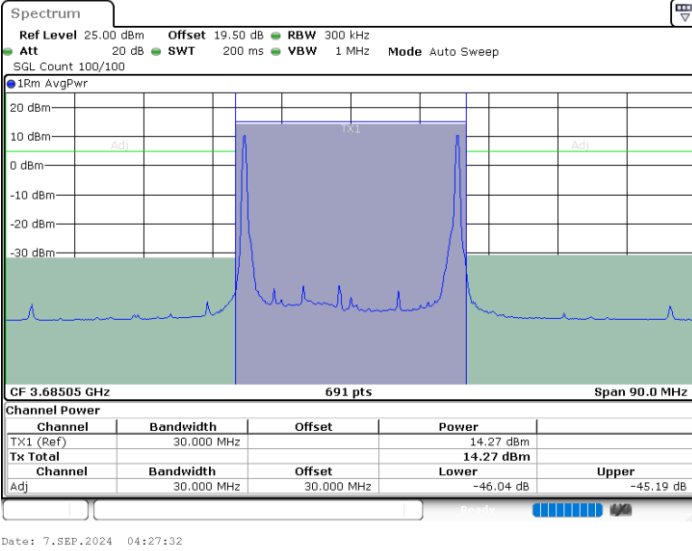 Spectrum
Ref Level 25.00 dBm Offset 19.50 dB RBW 300 kHz
Att 20 dB SWT 200 ms VBW 1 MHz Mode Auto Sweep
SGL Count 100/100
1Rm AvgPwr
20 dBm
TX1
10 dBm
Adj Adj
0 dBm
-10 dBm
-20 dBm
-30 dBm
CF 3.68505 GHz 691 pts Span 90.0 MHz
Channel Power
Channel Bandwidth Offset Power
TX1 (Ref) 30.000 MHz 14.27 dBm
Tx Total 14.27 dBm
Channel Bandwidth Offset Lower Upper
Adj 30.000 MHz 30.000 MHz -46.04 dB -45.19 dB
Ready
Date: 7.SEP.2024 04:27:32